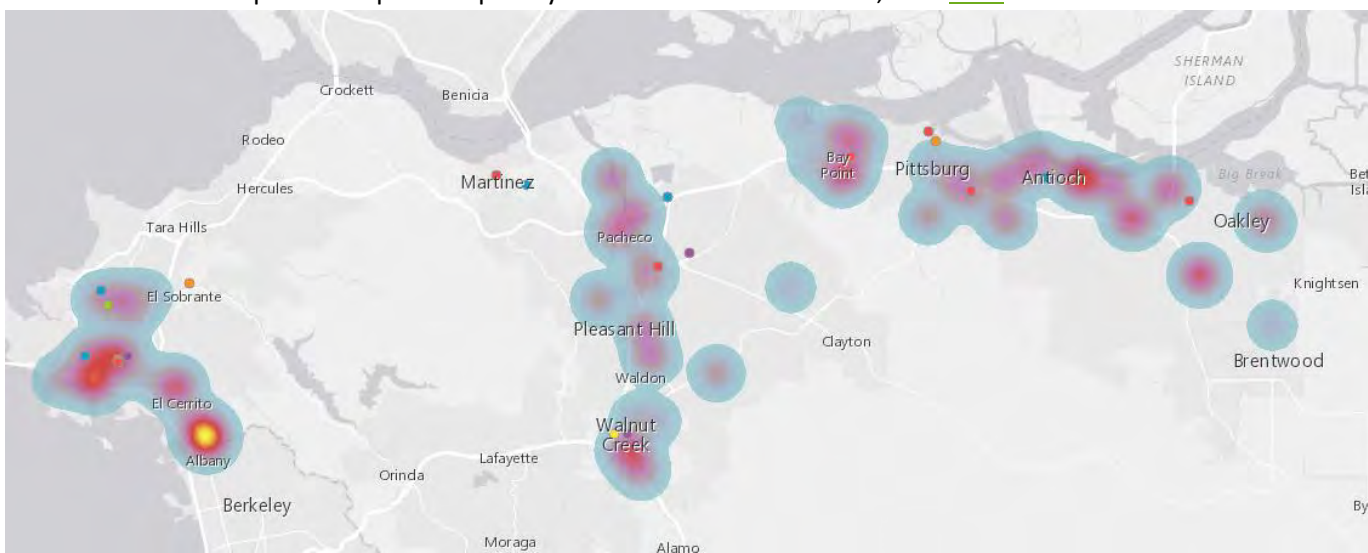 SHERMAN
ISLAND
Crockett
Benicia
Rodeo
Bay
Point
Pittsburg
Antioch
Big Break
Martinez
Hercules
Oakley
Tara Hills
Pacheco
El Sobrante
Knightsen
Pleasant Hill
Clayton
Brentwood
Waldon
El Cerrito
Walnut
Creek
Albany
Lafayette
Orinda
Berkeley
Moraga
Alamo